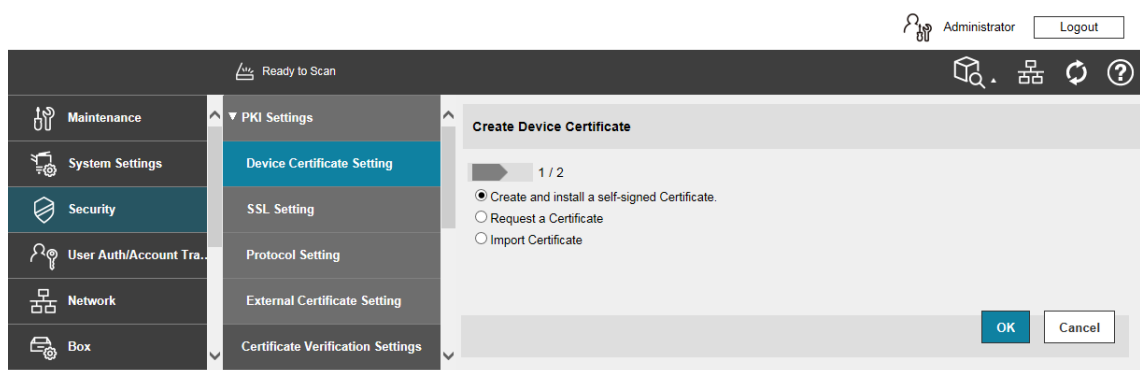 Administrator
Logout
Ready to Scan
Maintenance
System Settings
Security
User Auth/Account Tra..
Network
Box
▼ PKI Settings
Device Certificate Setting
SSL Setting
Protocol Setting
External Certificate Setting
Certificate Verification Settings
Create Device Certificate
1 / 2
Create and install a self-signed Certificate.
Request a Certificate
Import Certificate
OK
Cancel